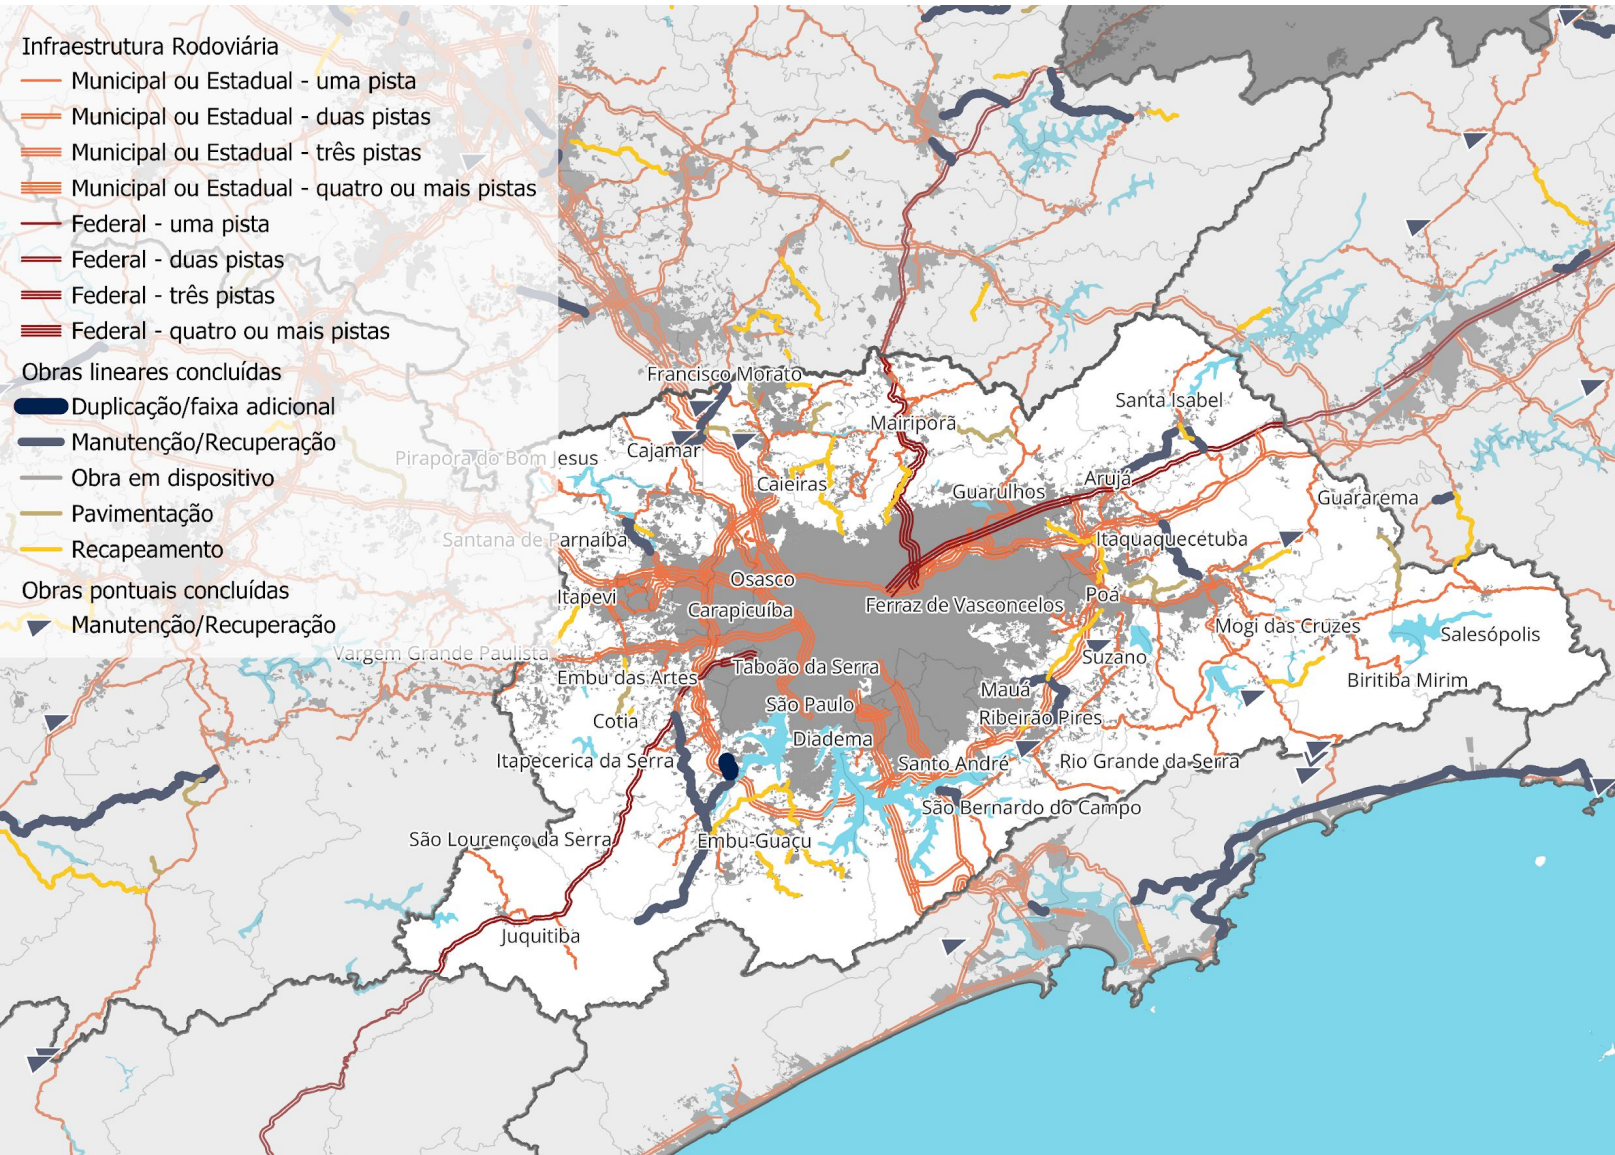 Infraestrutura Rodoviária
Municipal ou Estadual - uma pista
Municipal ou Estadual - duas pistas
Municipal ou Estadual - três pistas
Municipal ou Estadual - quatro ou mais pistas
Federal - uma pista
Federal - duas pistas
Federal - três pistas
Federal - quatro ou mais pistas
Obras lineares concluídas
Duplicação/faixa adicional
Manutenção/Recuperação
Obra em dispositivo
Pavimentação
Recapeamento
Obras pontuais concluídas
Manutenção/Recuperação
Francisco Morato
Santa Isabel
Mairiporã
Cajamar
Pirapora do Bom Jesus
Caieiras
Guarulhos
Arujá
Guararema
Santana de Parnaíba
Itaquaquecetuba
Osasco
Itapevi
Carapicuíba
Ferraz de Vasconcelos
Poá
Mogi das Cruzes
Salesópolis
Vargem Grande Paulista
Taboão da Serra
Suzano
Embu das Artes
Biritiba Mirim
Mauá
São Paulo
Cotia
Ribeirão Pires
Diadema
Itapecerica da Serra
Santo André
Rio Grande da Serra
São Bernardo do Campo
São Lourenço da Serra
Embu-Guaçu
Juquitiba